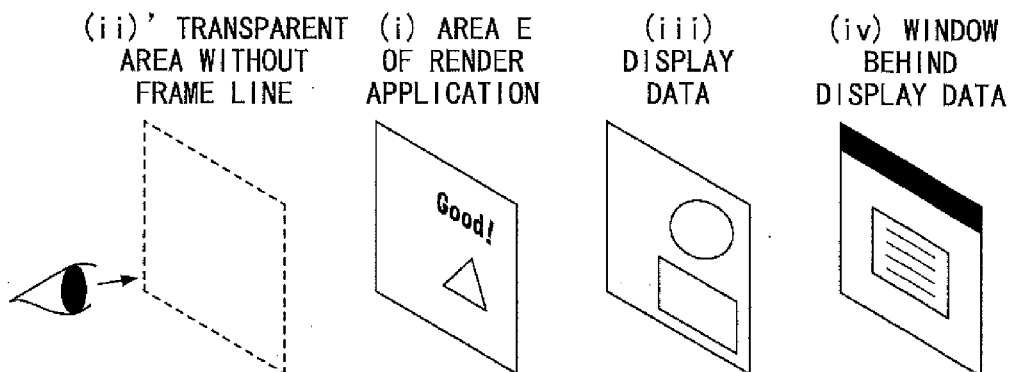 (ii)' TRANSPARENT
AREA WITHOUT
FRAME LINE
(i) AREA E
OF RENDER
APPLICATION
(iii)
DISPLAY
DATA
(iv) WINDOW
BEHIND
DISPLAY DATA
Good!